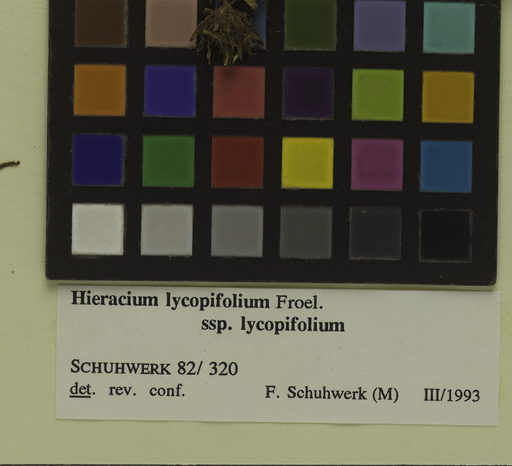 Hieracium lycopifolium Froel.
ssp. lycopifolium
SCHUHWERK 82/ 320
det. rev. conf. F. Schuhwerk (M) III/1993